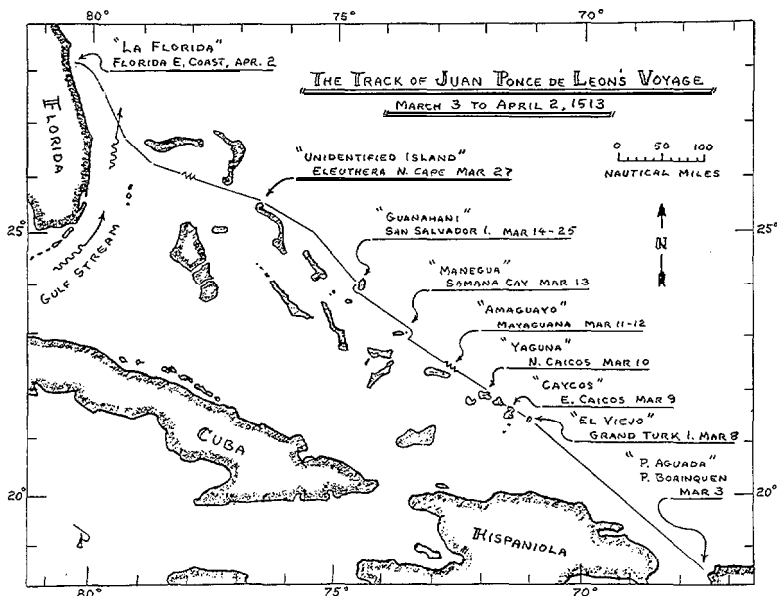 80°
75°
70°
"LA FLORIDA"
FLORIDA E. COAST, APR. 2
THE TRACK OF JUAN PONCE DE LEON'S VOYAGE
MARCH 3 TO APRIL 2, 1513
FLORIDA
0 50 100
NAUTICAL MILES
"UNIDENTIFIED ISLAND"
ELEUTHERA N. CAPE MAR 27
"GUANAHANI"
SAN SALVADOR I. MAR 14-25
25°
25°
N
GULF STREAM
"MANEGUA"
SAMANA CAY MAR 13
"AMAGUAYO"
MAYAGUANA MAR 11-12
"YAGUNA"
N. CAICOS MAR 10
"CAYCOS"
E. CAICOS MAR 9
"EL VIEJO"
GRAND TURK I. MAR 8
CUBA
"P. AGUADA"
P. BORINQUEN
MAR 3
20°
20°
HISPANIOLA
80°
75°
70°